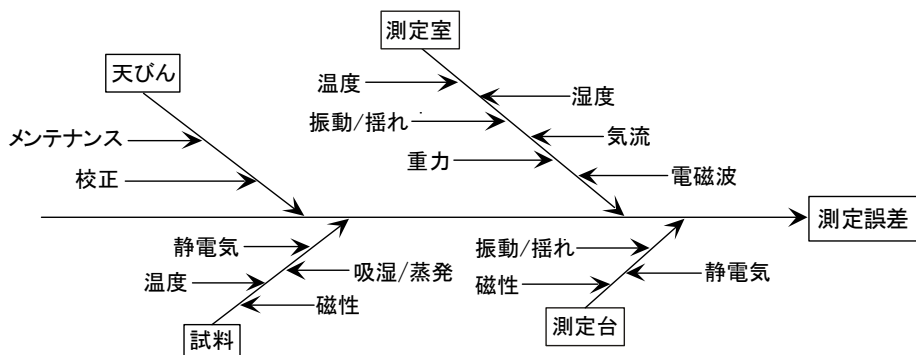 測定室
天びん
温度
湿度
振動/揺れ
気流
メンテナンス
重力
電磁波
校正
測定誤差
静電気
振動/揺れ
吸湿/蒸発
静電気
温度
磁性
磁性
試料
測定台